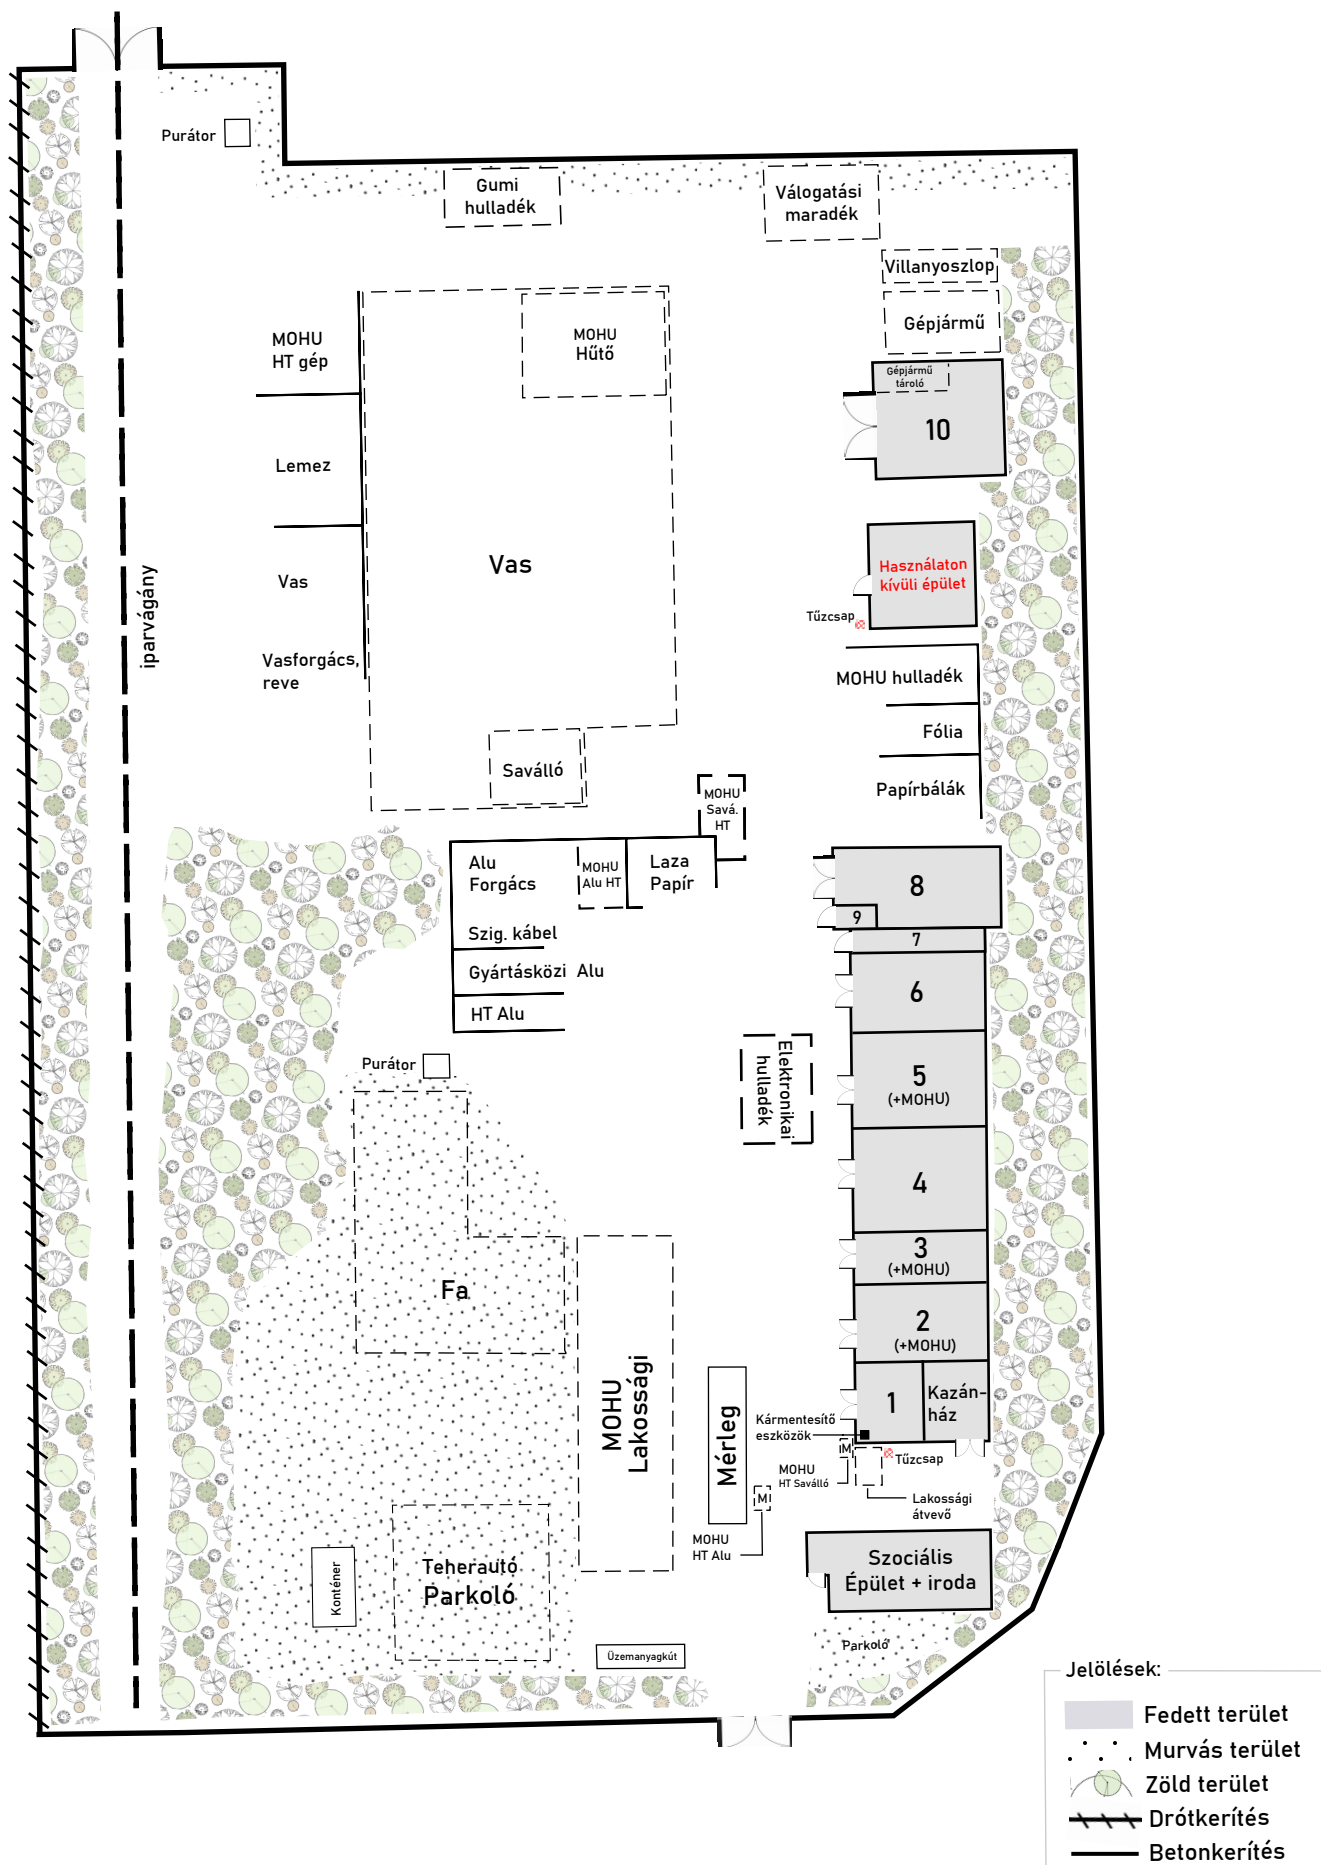 Purátor
Gumi
hulladék
Válogatási
maradék
Villanyoszlop
Gépjármű
MOHU
HT gép
MOHU
Hűtő
Gépjármű
tároló
10
Lemez
Vas
Használaton
kívüli épület
Vas
Tűzcsap
iparvágány
Vasforgács,
reve
MOHU hulladék
Fólia
Saválló
Papírbálák
MOHU
Savá.
HT
Alu
Forgács
MOHU
Alu HT
Laza
Papír
8
9
Szig. kábel
7
Gyártásközi Alu
6
HT Alu
Purátor
Elektronikai
hulladék
5
(+MOHU)
4
3
(+MOHU)
Fa
2
(+MOHU)
MOHU
Lakossági
Mérleg
1
Kazán-
ház
Kármentesítő
eszközök
M
Tűzcsap
MOHU
HT Saválló
M
Lakossági
átvevő
MOHU
HT Alu
Szociális
Épület + iroda
Teherautó
Parkoló
Konténer
Parkoló
Üzemanyagkút
Jelölések:
Fedett terület
Murvás terület
Zöld terület
Drótkerítés
Betonkerítés